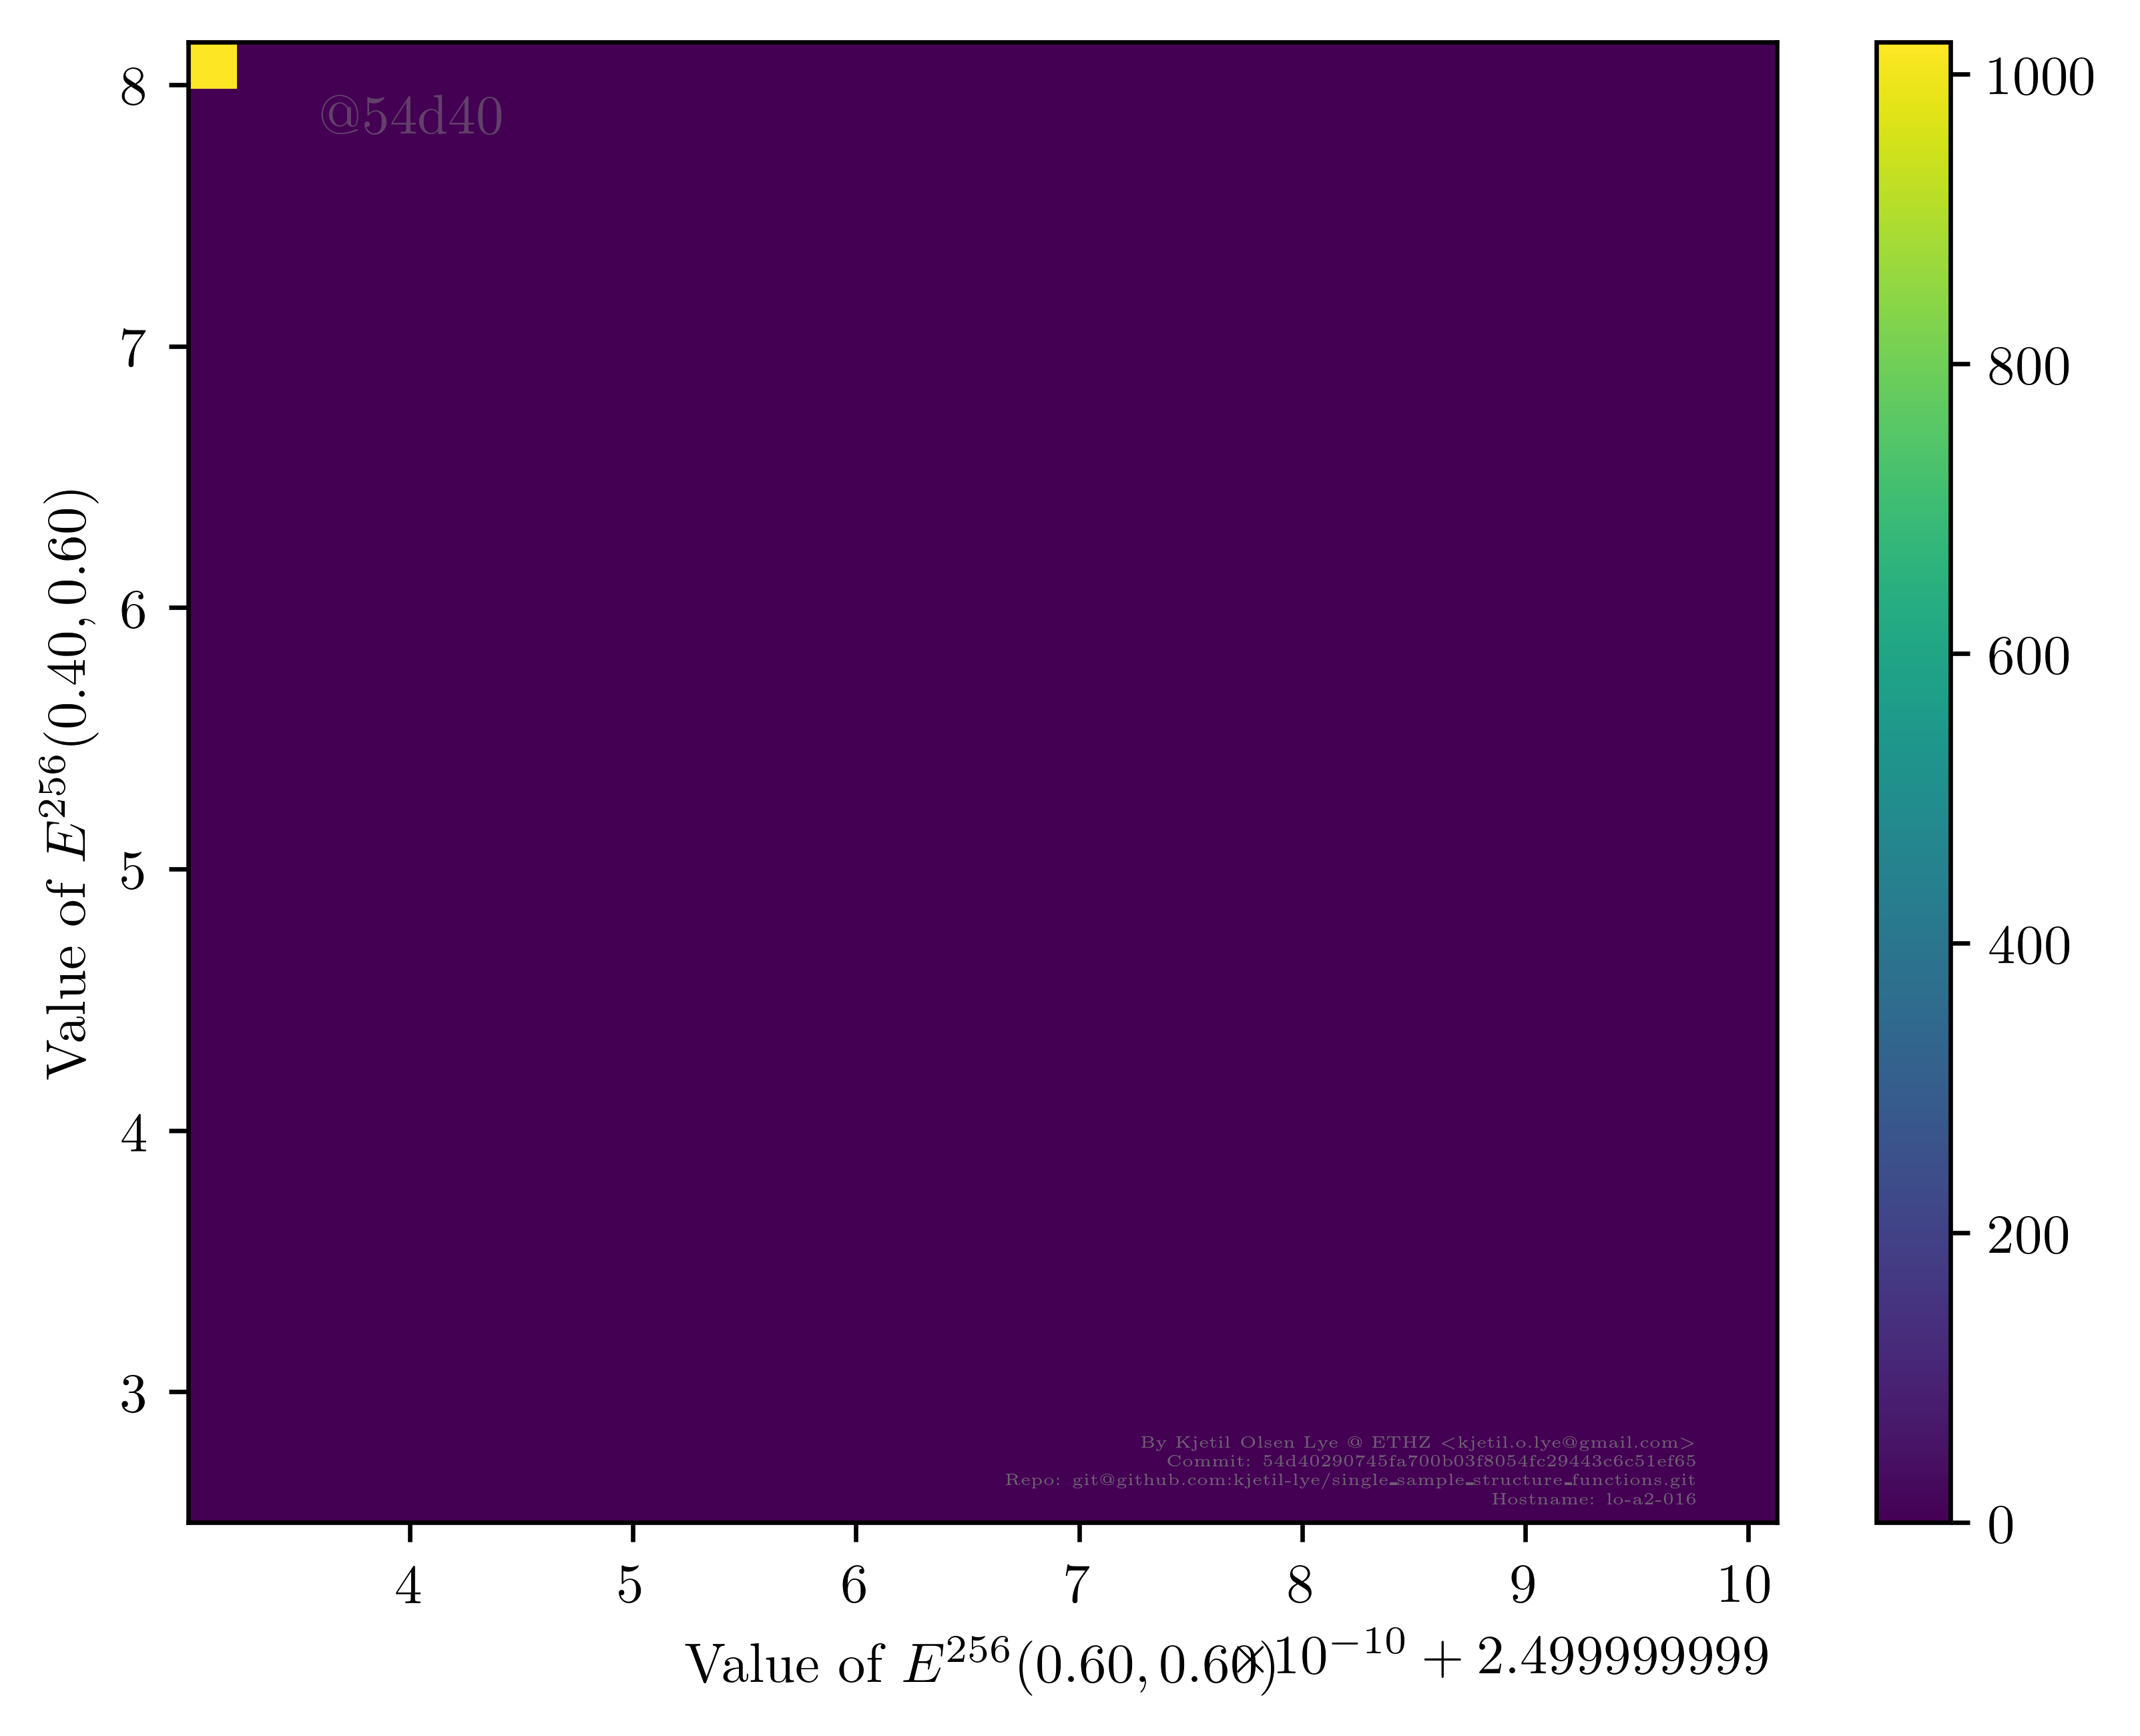 @54d40
8
7
6
5
4
3
Value of E^256(0.40, 0.60)
By Kjetil Olsen Lye @ ETHZ <kjetil.o.lye@gmail.com>
Commit: 54d40290745fa700b03f8054fc29443c6c51ef65
Repo: git@github.com:kjetil-lye/single_sample_structure_functions.git
Hostname: lo-a2-016
4 5 6 7 8 9 10
Value of E^256(0.60, 0.60)
×10^−10 + 2.499999999
1000
800
600
400
200
0